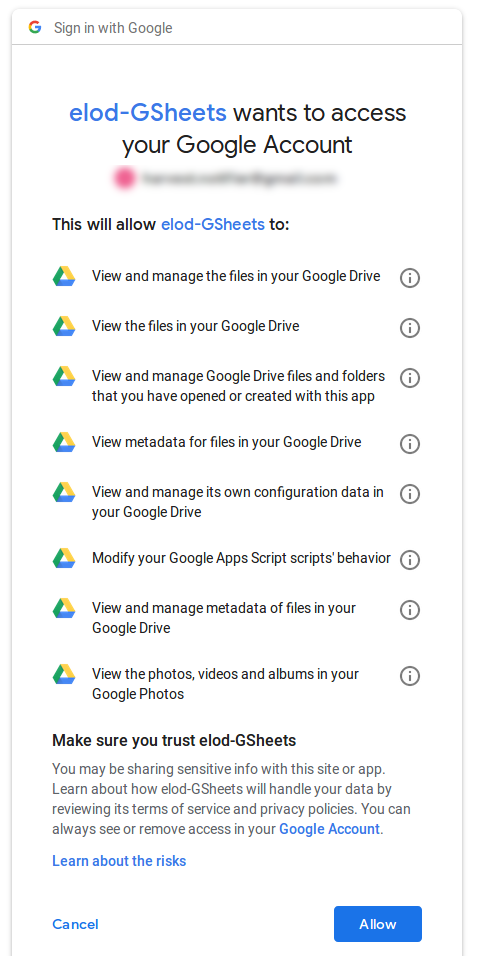 Sign in with Google
elod-GSheets wants to access
your Google Account
This will allow elod-GSheets to:
View and manage the files in your Google Drive
View the files in your Google Drive
View and manage Google Drive files and folders
that you have opened or created with this app
View metadata for files in your Google Drive
View and manage its own configuration data in
your Google Drive
Modify your Google Apps Script scripts' behavior
View and manage metadata of files in your
Google Drive
View the photos, videos and albums in your
Google Photos
Make sure you trust elod-GSheets
You may be sharing sensitive info with this site or app.
Learn about how elod-GSheets will handle your data by
reviewing its terms of service and privacy policies. You can
always see or remove access in your Google Account.
Learn about the risks
Cancel
Allow